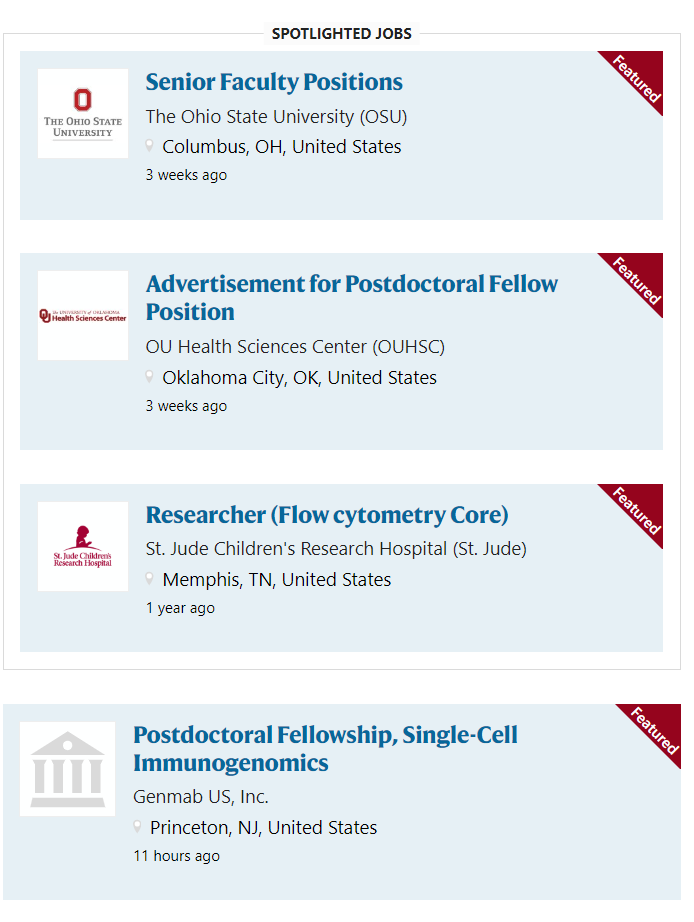 SPOTLIGHTED JOBS
Featured
Senior Faculty Positions
The Ohio State University (OSU)
Columbus, OH, United States
3 weeks ago
THE OHIO STATE
UNIVERSITY
Featured
Advertisement for Postdoctoral Fellow
Position
OU Health Sciences Center (OUHSC)
Oklahoma City, OK, United States
3 weeks ago
The UNIVERSITY of OKLAHOMA
Health Sciences Center
Featured
Researcher (Flow cytometry Core)
St. Jude Children's Research Hospital (St. Jude)
Memphis, TN, United States
1 year ago
St. Jude Children's
Research Hospital
Featured
Postdoctoral Fellowship, Single-Cell
Immunogenomics
Genmab US, Inc.
Princeton, NJ, United States
11 hours ago